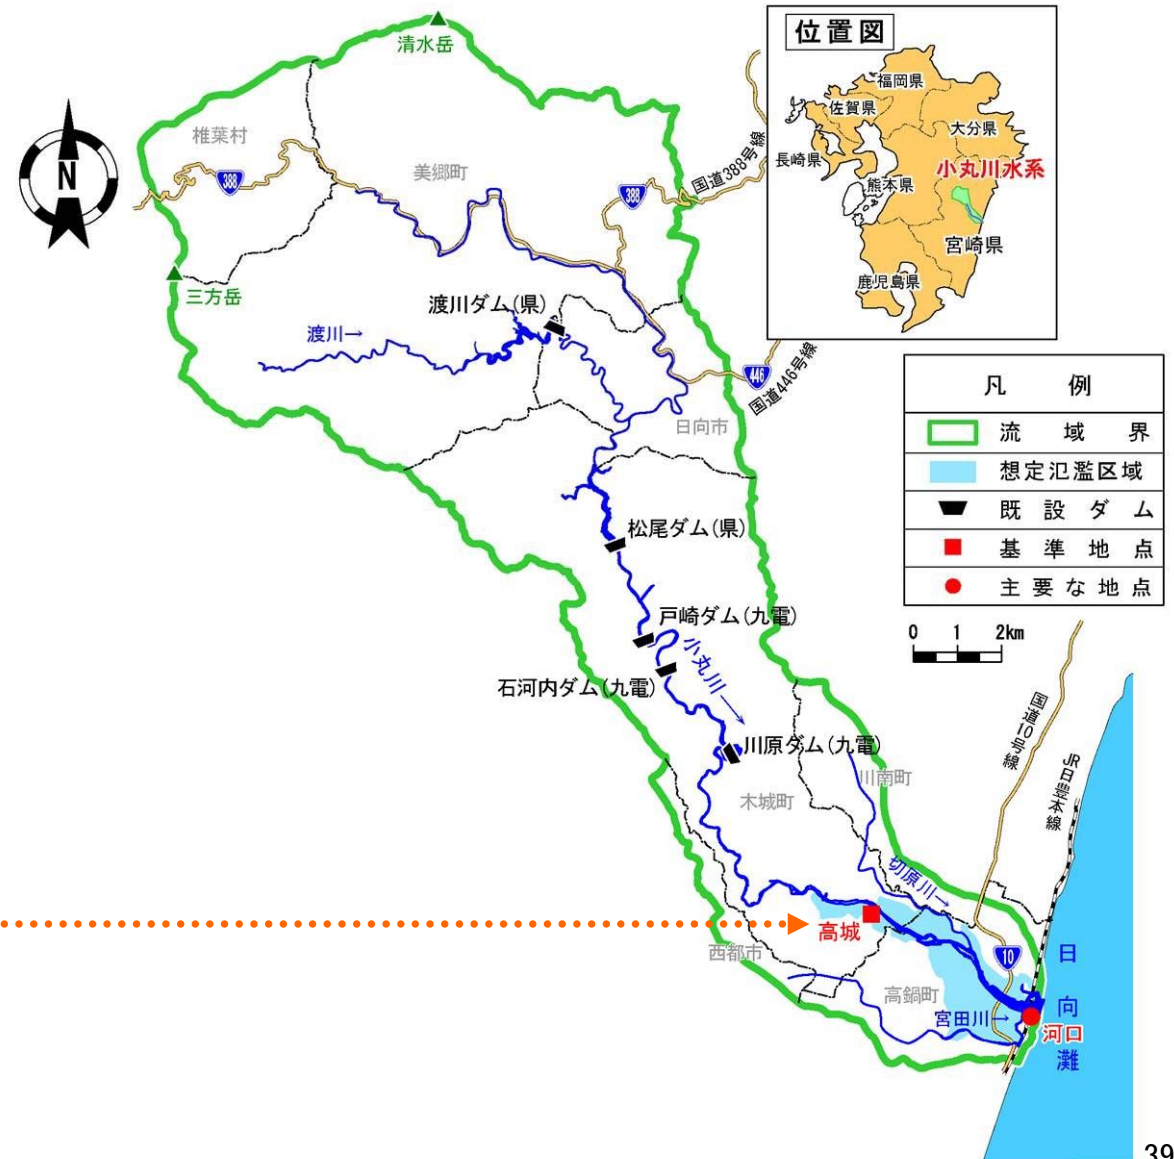 清水岳
椎葉村
388
美郷町
388
国道388号線
N
三方岳
渡川ダム(県)
渡川→
446
国道446号線
日向市
松尾ダム(県)
戸崎ダム(九電)
小丸川
石河内ダム(九電)
川原ダム(九電)
川南町
木城町
切原川
高城
西都市
高鍋町
宮田川→
10
河口
日向灘
国道10号線
JR日豊本線
位置図
福岡県
佐賀県
大分県
長崎県
小丸川水系
熊本県
宮崎県
鹿児島県
凡例
流域界
想定氾濫区域
既設ダム
基準地点
主要な地点
0 1 2km
39